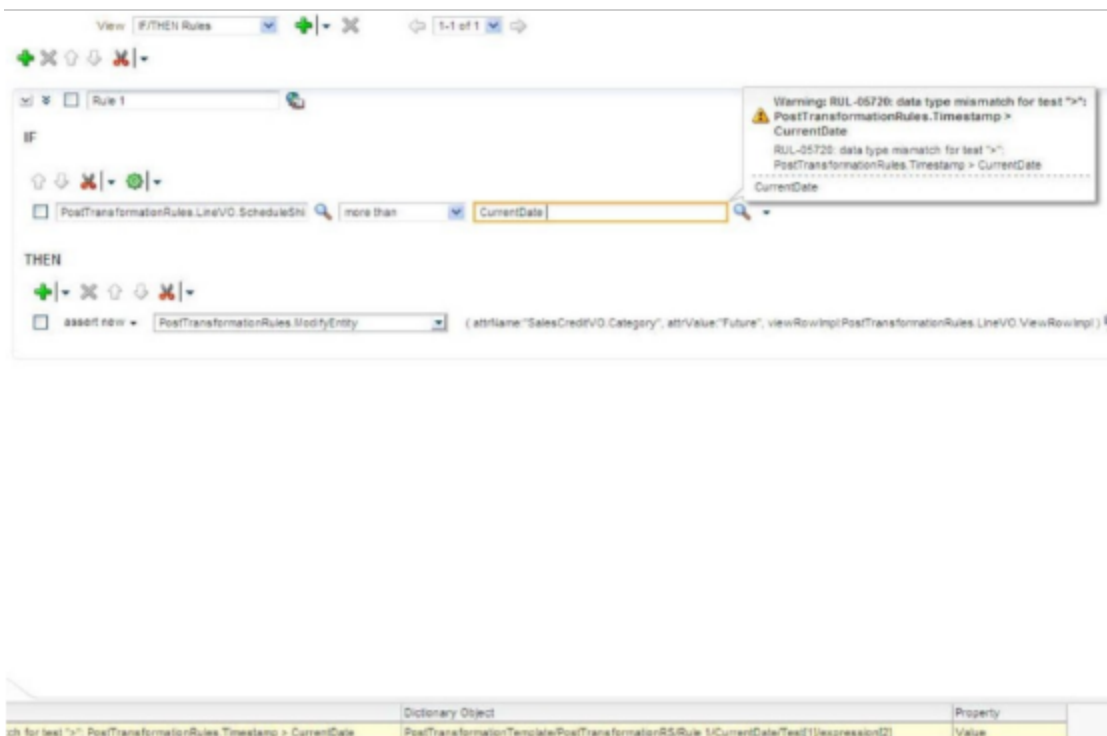 View IF/THEN Rules 1-1 of 1
Rule 1
Warning: RUL-05720: data type mismatch for test ">":
PostTransformationRules.Timestamp >
CurrentDate
RUL-05720: data type mismatch for test ">":
PostTransformationRules.Timestamp > CurrentDate
CurrentDate
IF
PostTransformationRules.LineVO.ScheduleShi more than CurrentDate
THEN
assert new PostTransformationRules.ModifyEntity ( attrName:"SalesCreditVO.Category", attrValue:"Future", viewRowImpl:PostTransformationRules.LineVO.ViewRowImpl )
Dictionary Object Property
ch for test ">": PostTransformationRules.Timestamp > CurrentDate PostTransformationTemplate/PostTransformationRS/Rule 1/CurrentDate/Test[1]/expression[2] Value